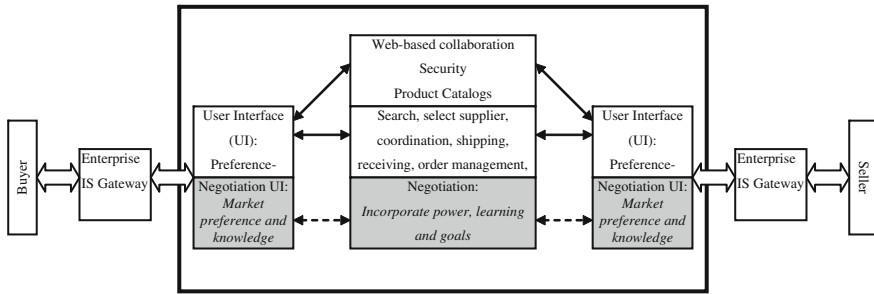 Buyer
Enterprise
IS Gateway
User Interface
(UI):
Preference-
Negotiation UI:
Market
preference and
knowledge
Web-based collaboration
Security
Product Catalogs
Search, select supplier,
coordination, shipping,
receiving, order management,
Negotiation:
Incorporate power, learning
and goals
User Interface
(UI):
Preference-
Negotiation UI:
Market
preference and
knowledge
Enterprise
IS Gateway
Seller